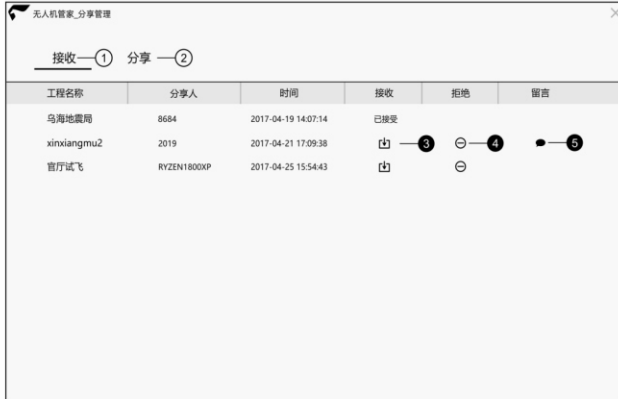 无人机管家_分享管理
接收 1 分享 2
工程名称 分享人 时间 接收 拒绝 留言
乌海地震局 8684 2017-04-19 14:07:14 已接受
xinxiangmu2 2019 2017-04-21 17:09:38 3 4 5
官厅试飞 RYZEN1800XP 2017-04-25 15:54:43